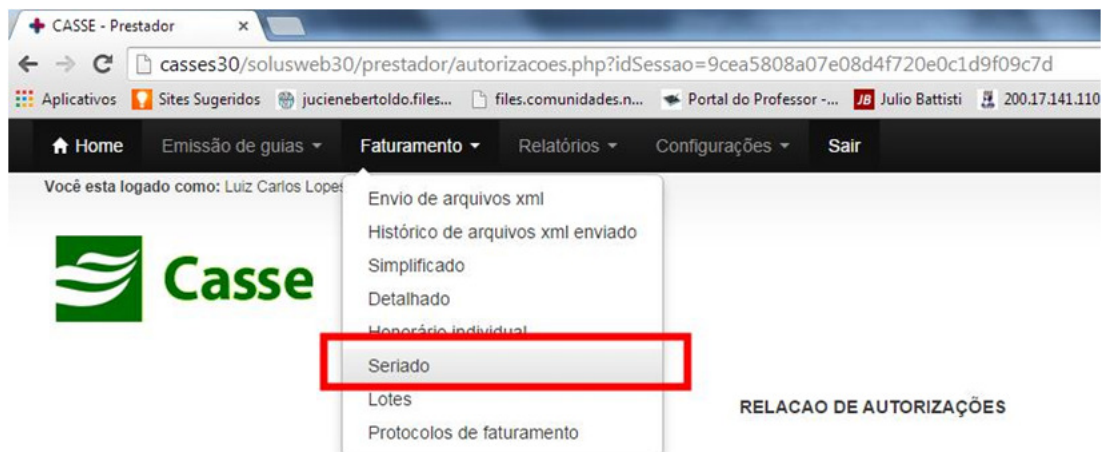 CASSE - Prestador ×
casses30/solusweb30/prestador/autorizacoes.php?idSessao=9cea5808a07e08d4f720e0c1d9f09c7d
Aplicativos Sites Sugeridos jucienebertoldo.files... files.comunidades.n... Portal do Professor -... JB Julio Battisti 200.17.141.110
Home Emissão de guias Faturamento Relatórios Configurações Sair
Você esta logado como: Luiz Carlos Lopes
Envio de arquivos xml
Histórico de arquivos xml enviado
Simplificado
Casse
Detalhado
Honorário individual
Seriado
Lotes
RELACAO DE AUTORIZAÇÕES
Protocolos de faturamento